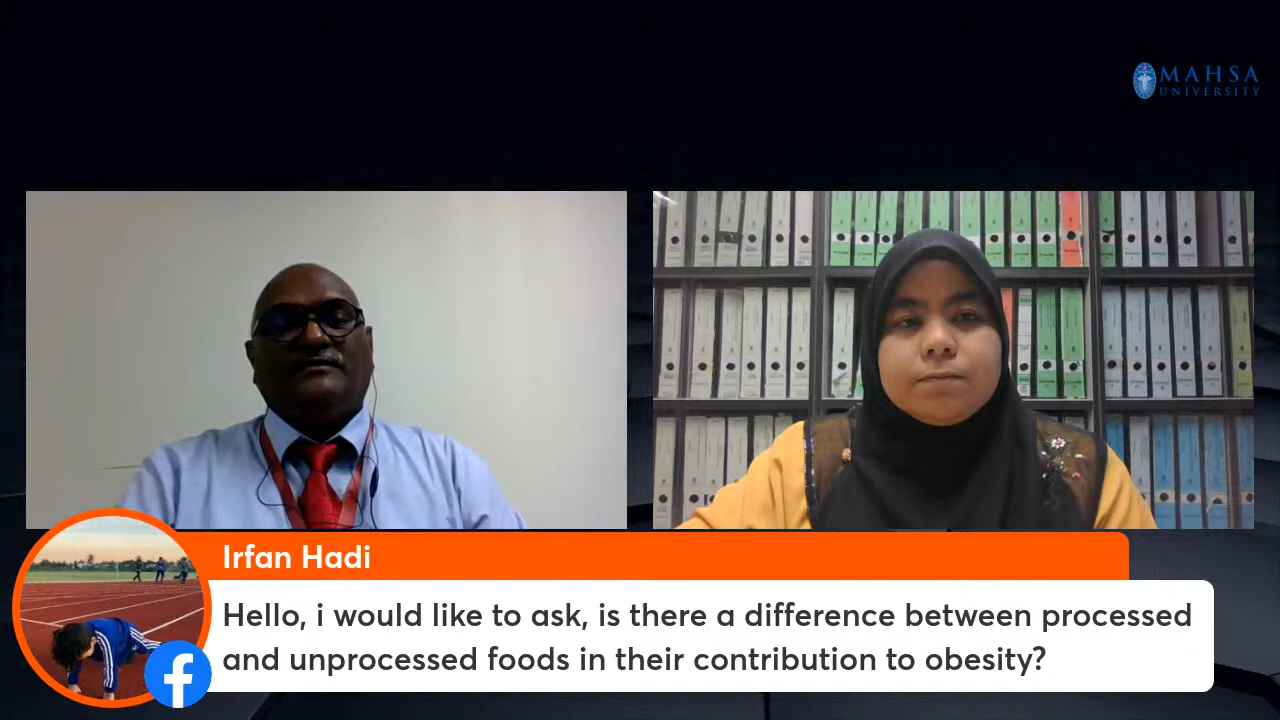 MAHSA
UNIVERSITY
Irfan Hadi
Hello, i would like to ask, is there a difference between processed
and unprocessed foods in their contribution to obesity?